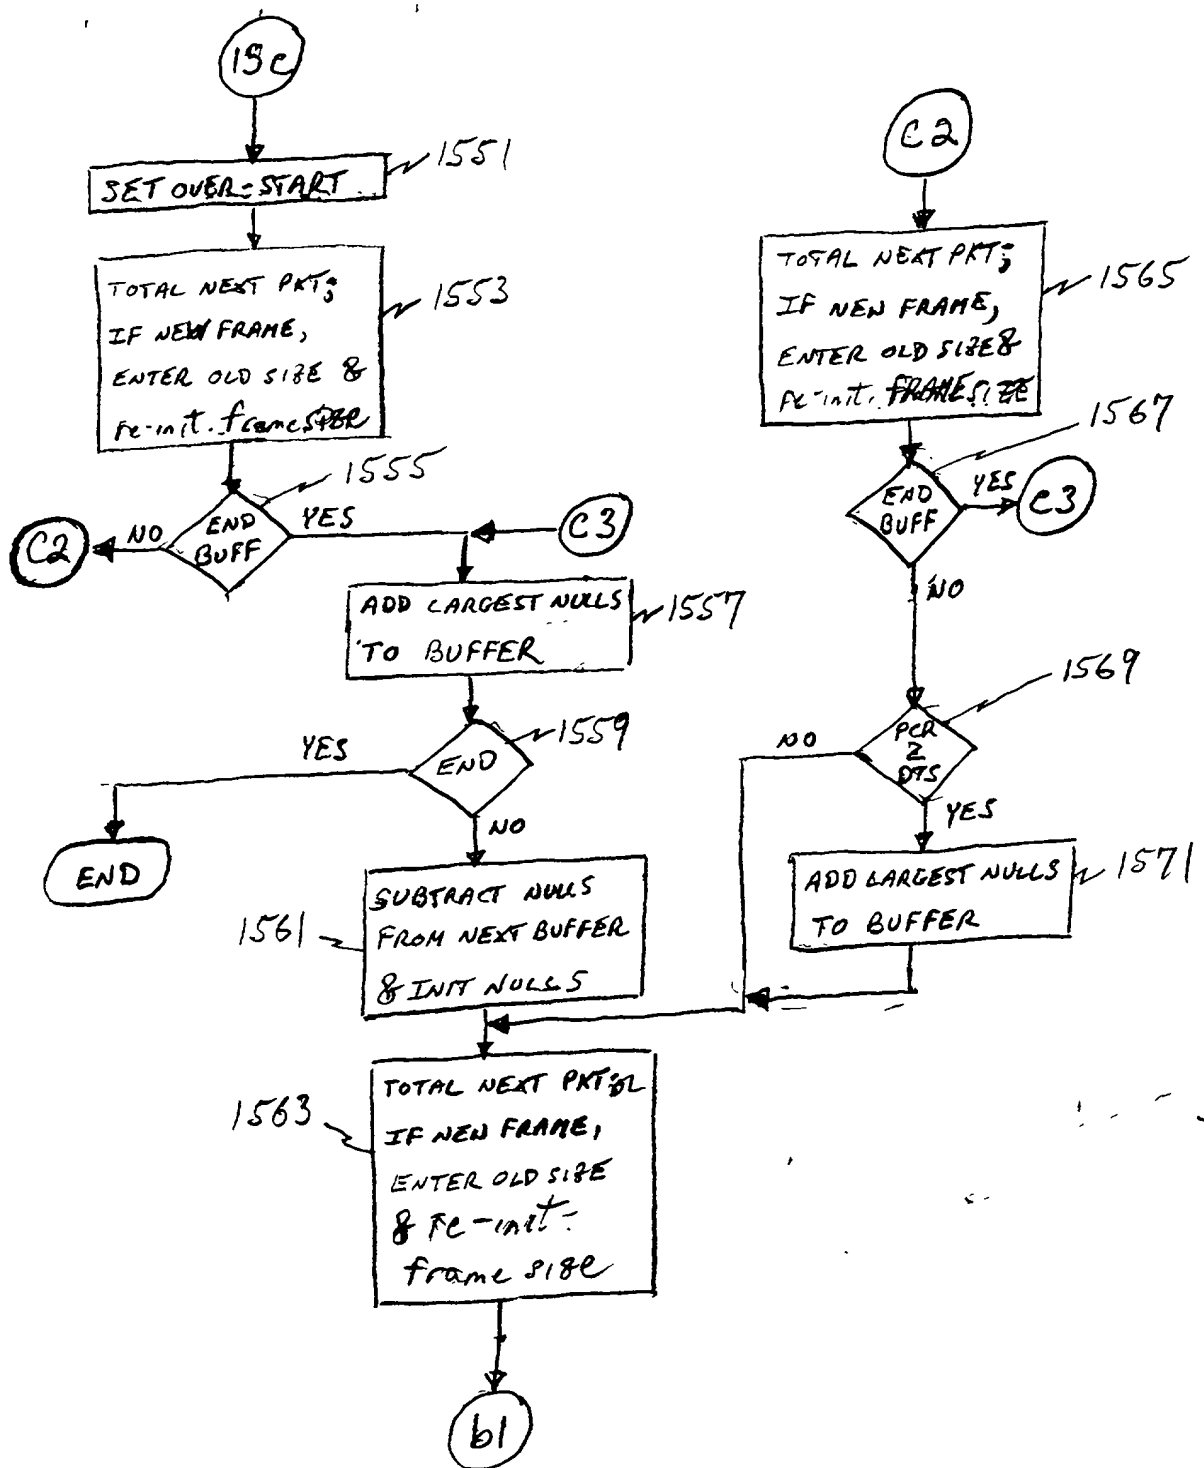 15c
1551
SET OVER-START
TOTAL NEXT PKT;
IF NEW FRAME,
ENTER OLD SIZE &
re-init. frame
1553
1555
END
BUFF
NO
C2
YES
C3
ADD LARGEST NULLS
TO BUFFER
1557
1559
END
YES
END
NO
SUBTRACT NULLS
FROM NEXT BUFFER
& INIT NULLS
1561
TOTAL NEXT PKT;
IF NEW FRAME,
ENTER OLD SIZE
& re-init-
frame size
1563
b1
C2
TOTAL NEXT PKT;
IF NEW FRAME,
ENTER OLD SIZE &
re-init. FRAME SIZE
1565
1567
END
BUFF
YES
C3
NO
1569
PCR
≥
DTS
NO
YES
ADD LARGEST NULLS
TO BUFFER
1571